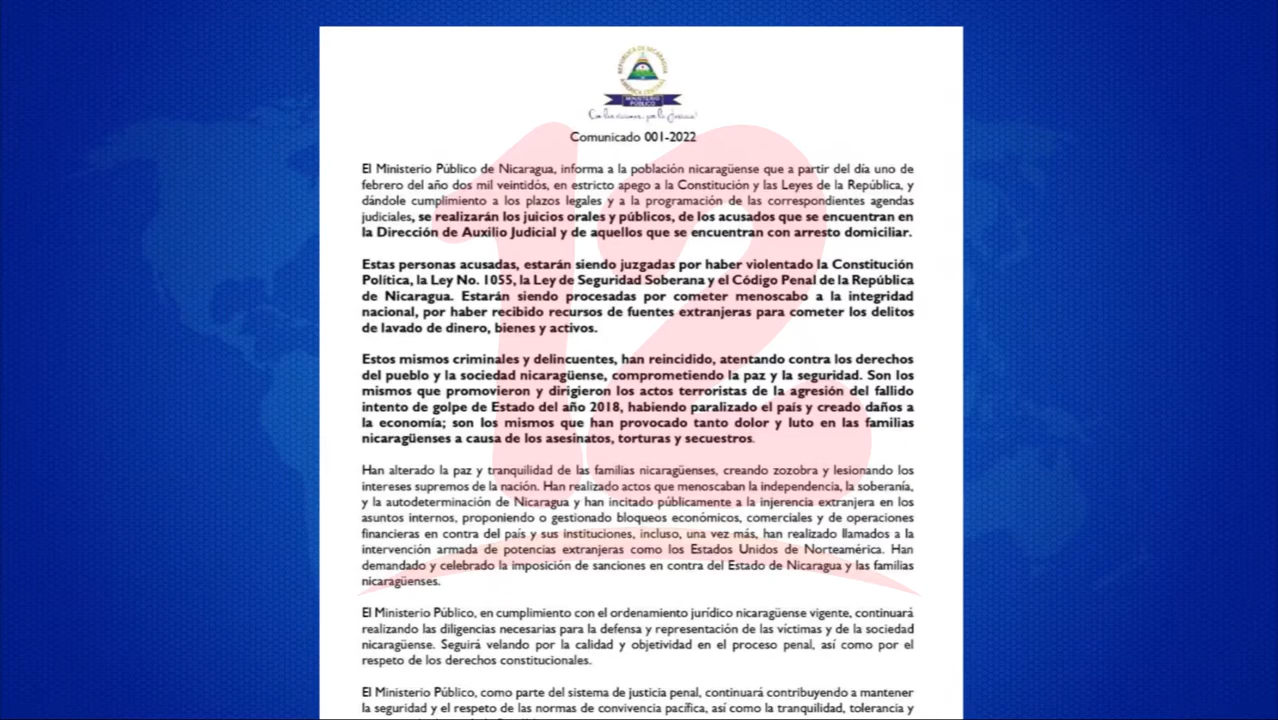 REPÚBLICA DE NICARAGUA
AMÉRICA CENTRAL
MINISTERIO
PÚBLICO
Con las víctimas, por la Justicia!
Comunicado 001-2022
12
El Ministerio Público de Nicaragua, informa a la población nicaragüense que a partir del día uno de
febrero del año dos mil veintidós, en estricto apego a la Constitución y las Leyes de la República, y
dándole cumplimiento a los plazos legales y a la programación de las correspondientes agendas
judiciales, se realizarán los juicios orales y públicos, de los acusados que se encuentran en
la Dirección de Auxilio Judicial y de aquellos que se encuentran con arresto domiciliar.
Estas personas acusadas, estarán siendo juzgadas por haber violentado la Constitución
Política, la Ley No. 1055, la Ley de Seguridad Soberana y el Código Penal de la República
de Nicaragua. Estarán siendo procesadas por cometer menoscabo a la integridad
nacional, por haber recibido recursos de fuentes extranjeras para cometer los delitos
de lavado de dinero, bienes y activos.
Estos mismos criminales y delincuentes, han reincidido, atentando contra los derechos
del pueblo y la sociedad nicaragüense, comprometiendo la paz y la seguridad. Son los
mismos que promovieron y dirigieron los actos terroristas de la agresión del fallido
intento de golpe de Estado del año 2018, habiendo paralizado el país y creado daños a
la economía; son los mismos que han provocado tanto dolor y luto en las familias
nicaragüenses a causa de los asesinatos, torturas y secuestros.
Han alterado la paz y tranquilidad de las familias nicaragüenses, creando zozobra y lesionando los
intereses supremos de la nación. Han realizado actos que menoscaban la independencia, la soberanía,
y la autodeterminación de Nicaragua y han incitado públicamente a la injerencia extranjera en los
asuntos internos, proponiendo o gestionado bloqueos económicos, comerciales y de operaciones
financieras en contra del país y sus instituciones, incluso, una vez más, han realizado llamados a la
intervención armada de potencias extranjeras como los Estados Unidos de Norteamérica. Han
demandado y celebrado la imposición de sanciones en contra del Estado de Nicaragua y las familias
nicaragüenses.
El Ministerio Público, en cumplimiento con el ordenamiento jurídico nicaragüense vigente, continuará
realizando las diligencias necesarias para la defensa y representación de las víctimas y de la sociedad
nicaragüense. Seguirá velando por la calidad y objetividad en el proceso penal, así como por el
respeto de los derechos constitucionales.
El Ministerio Público, como parte del sistema de justicia penal, continuará contribuyendo a mantener
la seguridad y el respeto de las normas de convivencia pacífica, así como la tranquilidad, tolerancia y